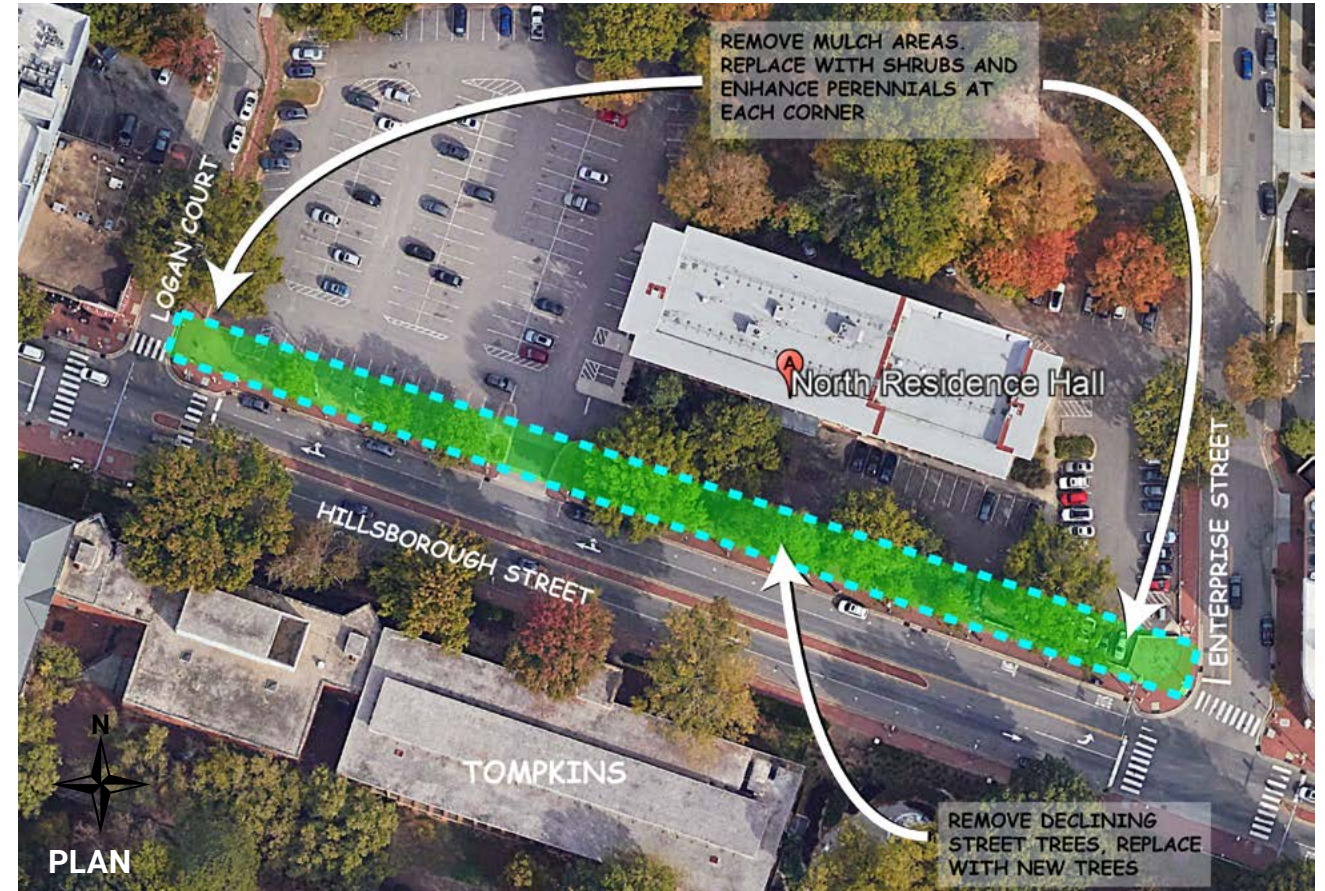 REMOVE MULCH AREAS.
REPLACE WITH SHRUBS AND
ENHANCE PERENNIALS AT
EACH CORNER
LOGAN COURT
A
North Residence Hall
ENTERPRISE STREET
HILLSBOROUGH STREET
TOMPKINS
N
PLAN
REMOVE DECLINING
STREET TREES, REPLACE
WITH NEW TREES